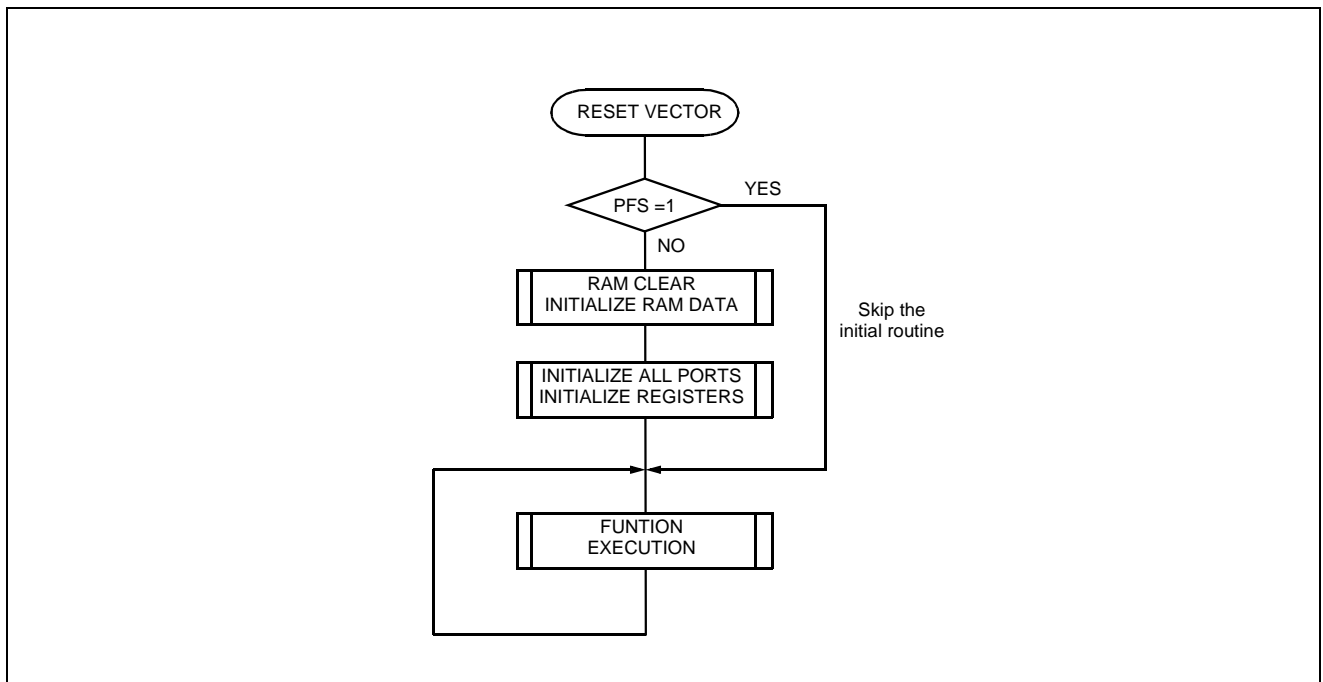 RESET VECTOR
PFS =1
YES
NO
RAM CLEAR
INITIALIZE RAM DATA
Skip the
initial routine
INITIALIZE ALL PORTS
INITIALIZE REGISTERS
FUNTION
EXECUTION